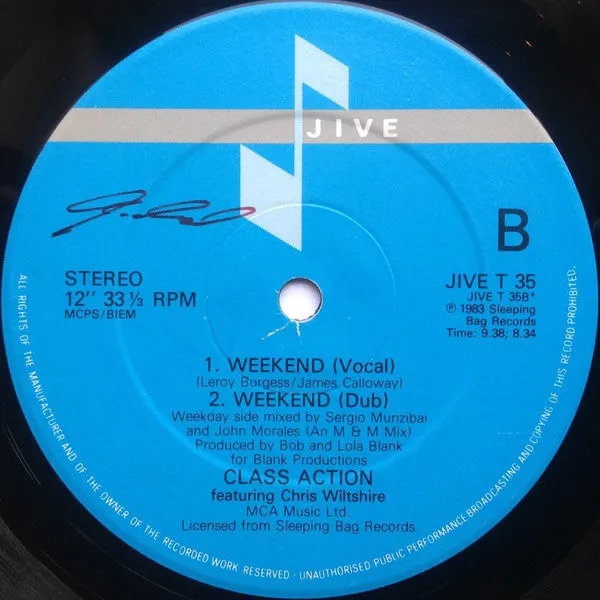 JIVE
B
STEREO
12″ 33⅓ RPM
MCPS/BIEM
JIVE T 35
JIVE T 35B*
℗ 1983 Sleeping
Bag Records
Time: 9.38; 8.34
1. WEEKEND (Vocal)
(Leroy Burgess/James Calloway)
2. WEEKEND (Dub)
Weekday side mixed by Sergio Munzibai
and John Morales (An M & M Mix)
Produced by Bob and Lola Blank
for Blank Productions
CLASS ACTION
featuring Chris Wiltshire
MCA Music Ltd.
Licensed from Sleeping Bag Records
ALL RIGHTS OF THE MANUFACTURER AND OF THE OWNER OF THE RECORDED WORK RESERVED · UNAUTHORISED PUBLIC PERFORMANCE BROADCASTING AND COPYING OF THIS RECORD PROHIBITED.